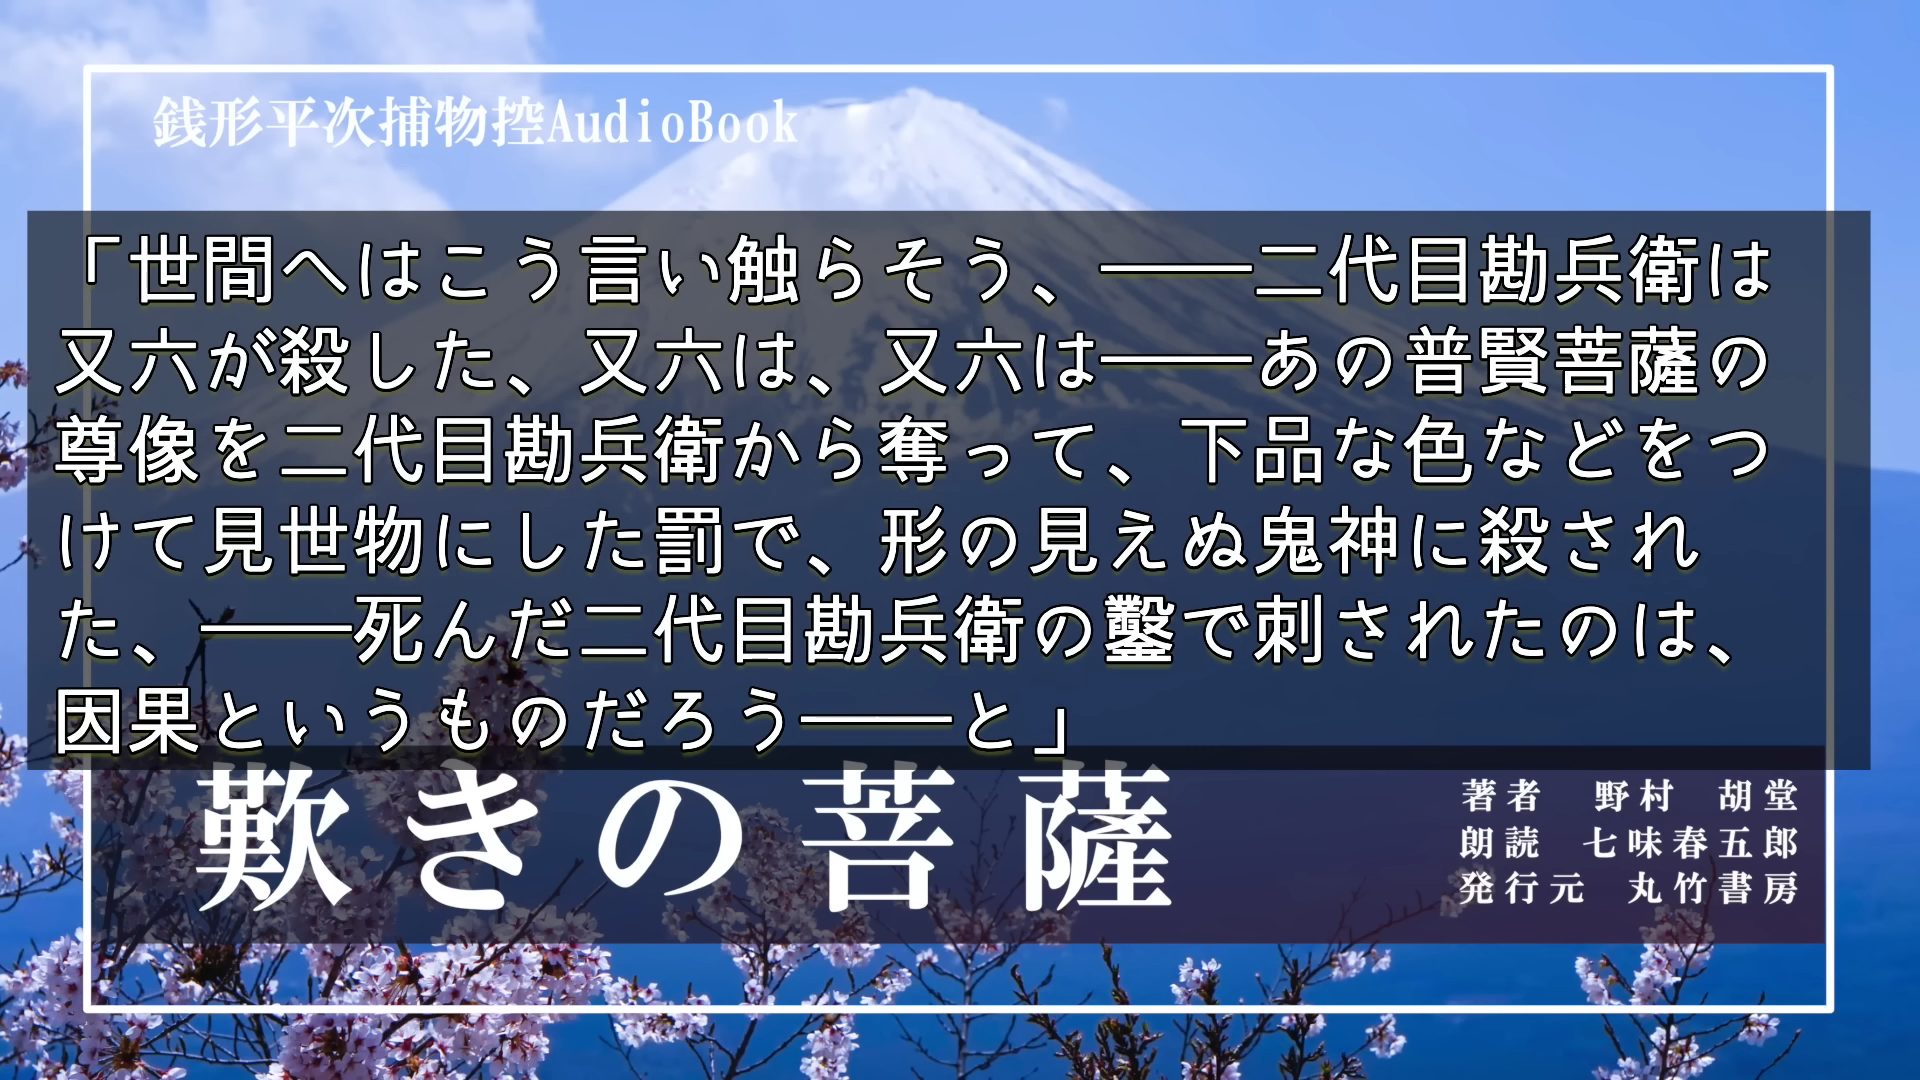 銭形平次捕物控AudioBook
「世間へはこう言い触らそう、――二代目勘兵衛は
又六が殺した、又六は、又六は――あの普賢菩薩の
尊像を二代目勘兵衛から奪って、下品な色などをつ
けて見世物にした罰で、形の見えぬ鬼神に殺され
た、――死んだ二代目勘兵衛の鑿で刺されたのは、
因果というものだろう――と」
歎きの菩薩
著者　野村　胡堂
朗読　七味春五郎
発行元　丸竹書房